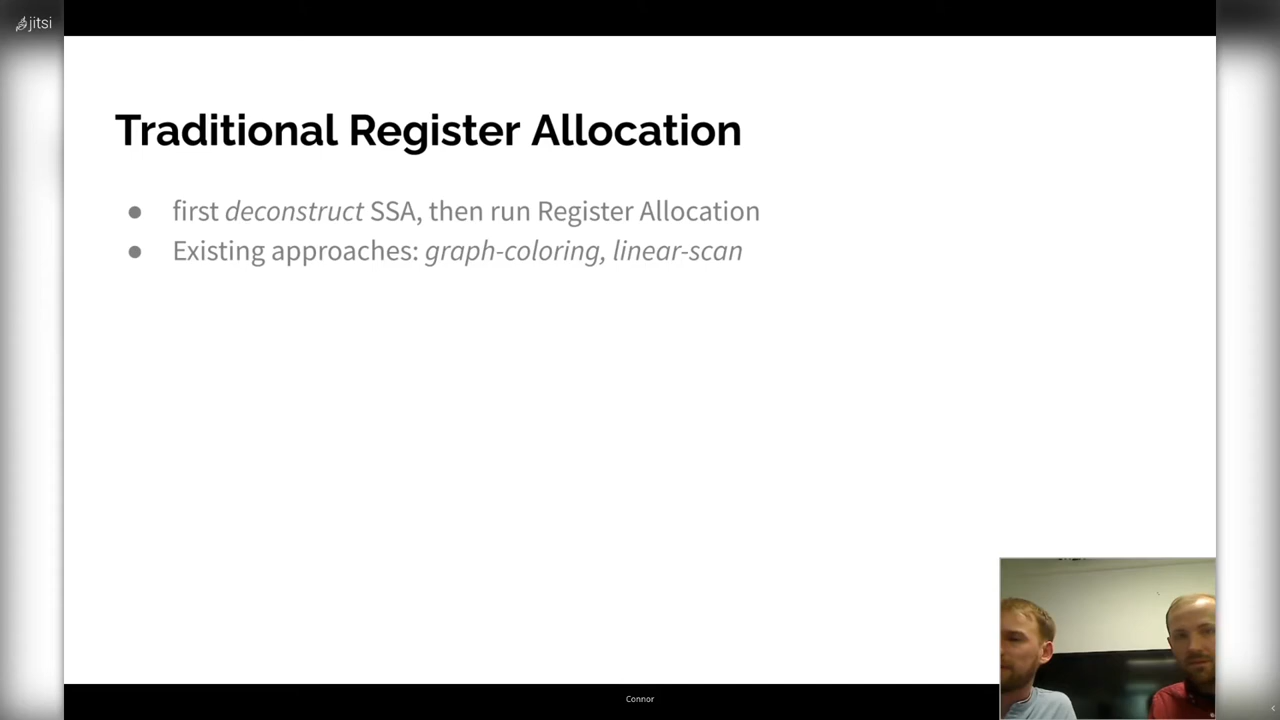 jitsi
Traditional Register Allocation
● first deconstruct SSA, then run Register Allocation
● Existing approaches: graph-coloring, linear-scan
Connor